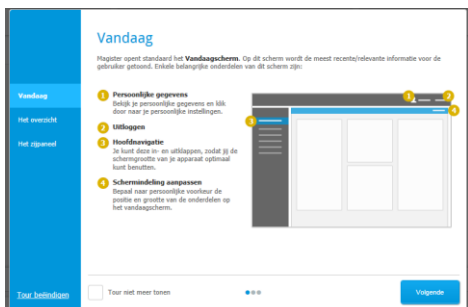 Vandaag
Magister opent standaard het Vandaagscherm. Op dit scherm wordt de meest recente/relevante informatie voor de
gebruiker getoond. Enkele belangrijke onderdelen van dit scherm zijn:
Vandaag
Het overzicht
Het zijpaneel
1 Persoonlijke gegevens
Bekijk je persoonlijke gegevens en klik
door naar je persoonlijke instellingen.
2 Uitloggen
3 Hoofdnavigatie
Je kunt deze in- en uitklappen, zodat jij de
schermgrootte van je apparaat optimaal
kunt benutten.
4 Schermindeling aanpassen
Bepaal naar persoonlijke voorkeur de
positie en grootte van de onderdelen op
het vandaagscherm.
1 2
4
3
Tour beëindigen
Tour niet meer tonen
Volgende